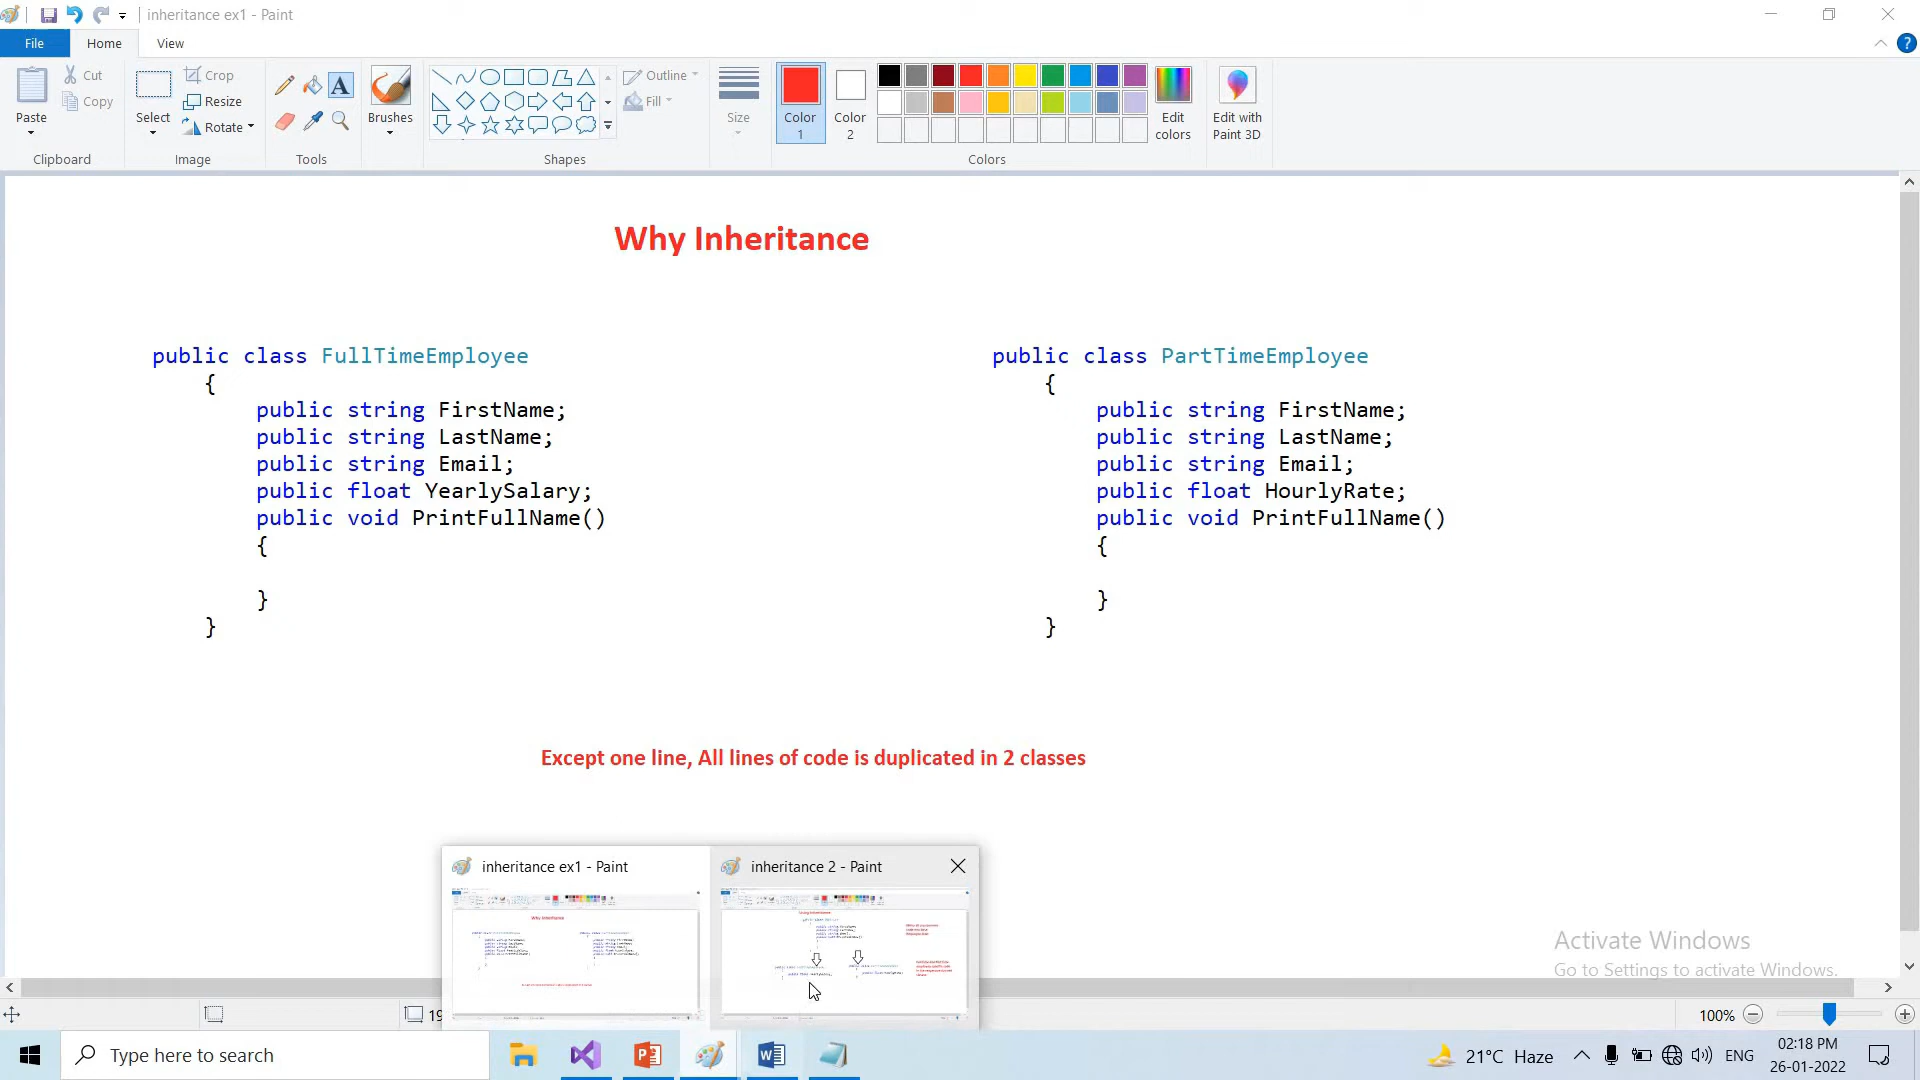 inheritance ex1 - Paint
File
Home
View
?
Paste
Cut
Copy
Clipboard
Select
Crop
Resize
Rotate
Image
A
Tools
Brushes
Outline
Fill
Shapes
Size
Color 1
Color 2
Edit colors
Edit with Paint 3D
Colors
Why Inheritance
public class FullTimeEmployee
{
public string FirstName;
public string LastName;
public string Email;
public float YearlySalary;
public void PrintFullName()
{
}
}
public class PartTimeEmployee
{
public string FirstName;
public string LastName;
public string Email;
public float HourlyRate;
public void PrintFullName()
{
}
}
Except one line, All lines of code is duplicated in 2 classes
inheritance ex1 - Paint
inheritance 2 - Paint
Why Inheritance
Using Inheritance
Activate Windows
Go to Settings to activate Windows.
19
100%
Type here to search
21°C Haze
ENG
02:18 PM
26-01-2022